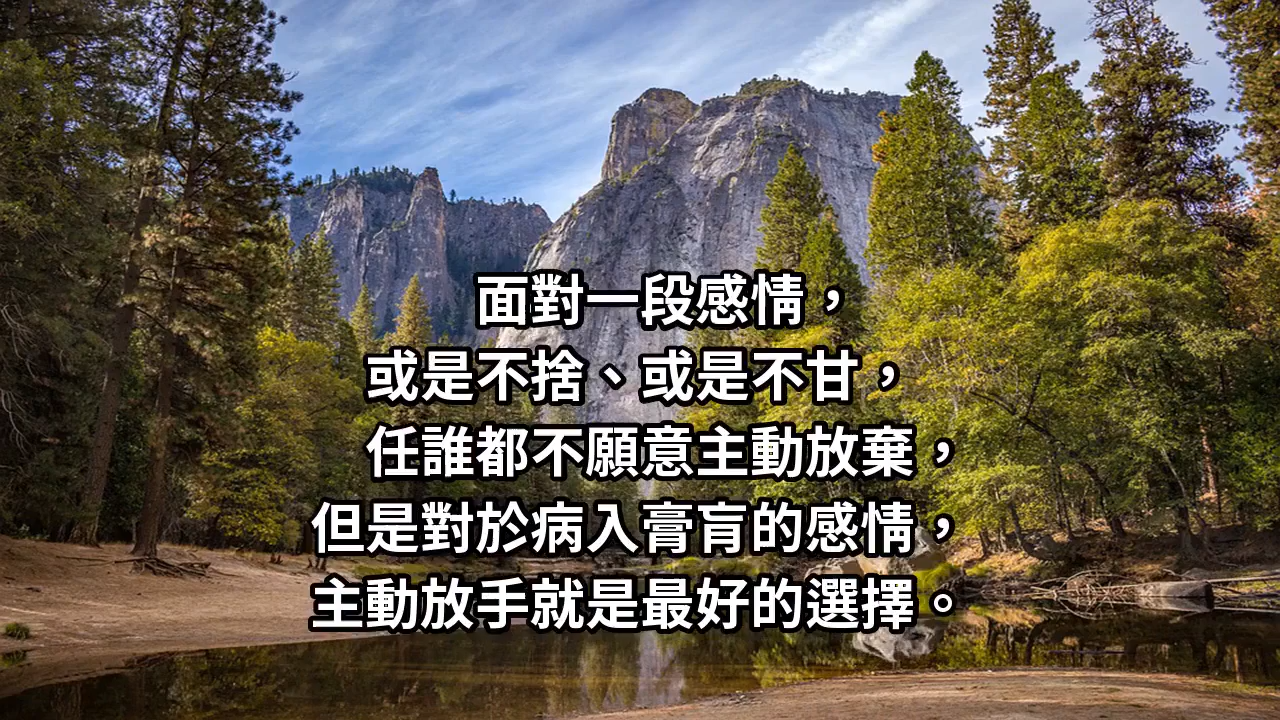 面對一段感情，
或是不捨、或是不甘，
任誰都不願意主動放棄，
但是對於病入膏肓的感情，
主動放手就是最好的選擇。